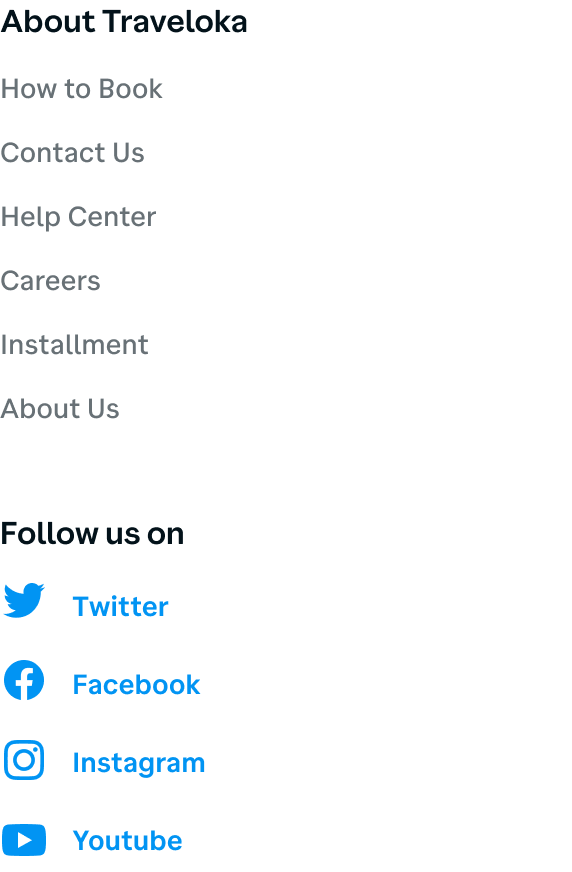 About Traveloka
How to Book
Contact Us
Help Center
Careers
Installment
About Us
Follow us on
Twitter
Facebook
Instagram
Youtube